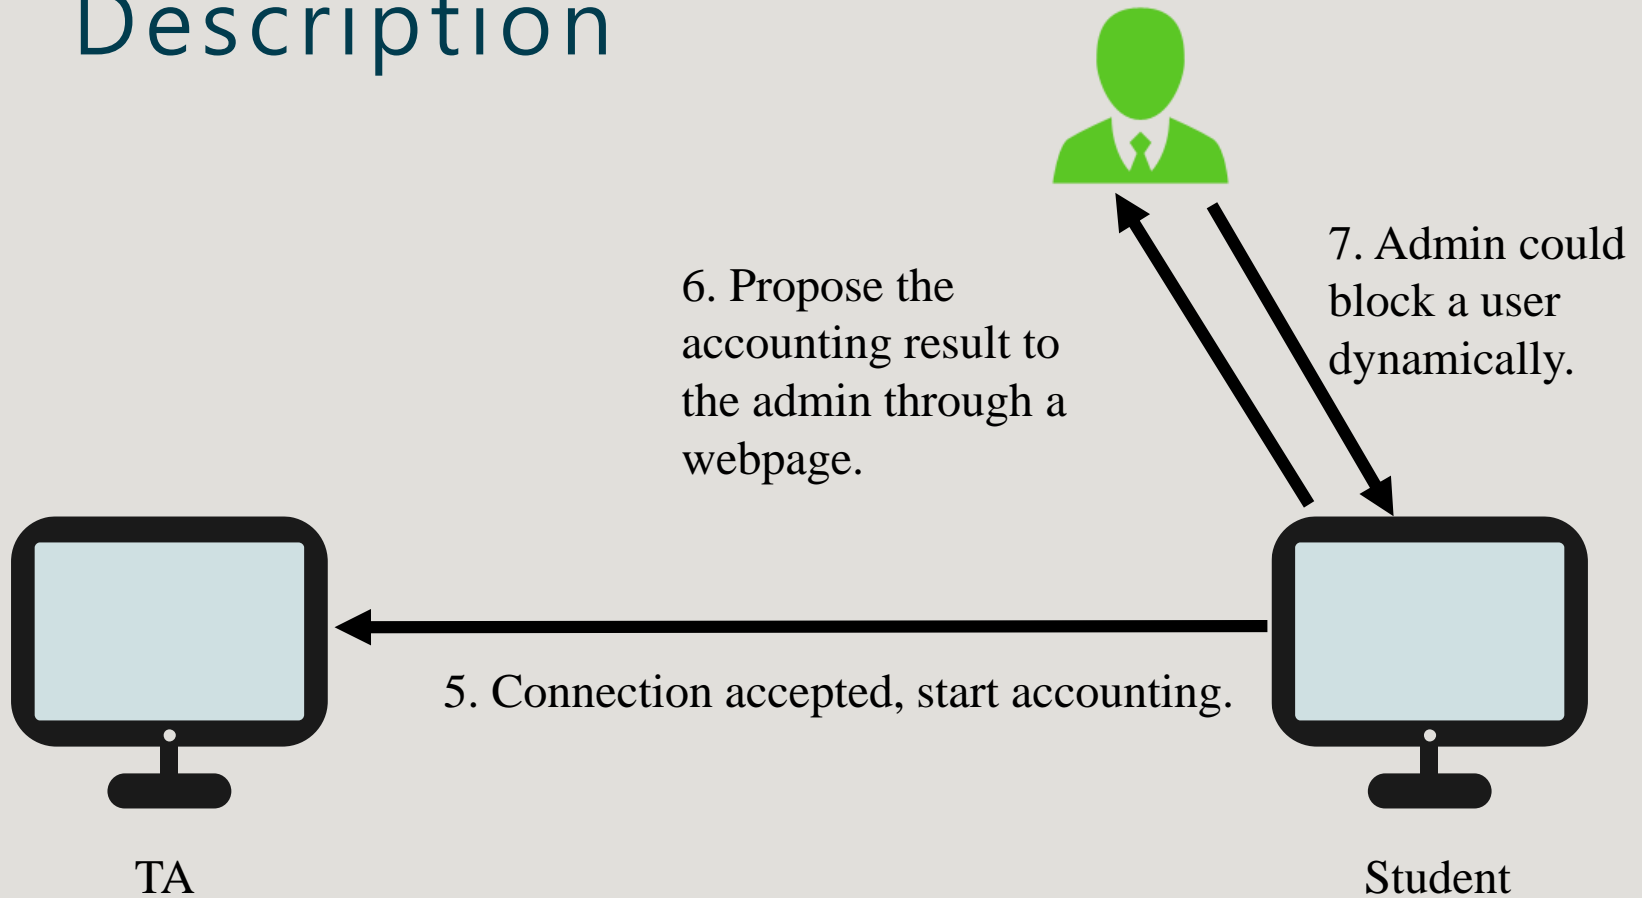 Description
7. Admin could
block a user
dynamically.
6. Propose the
accounting result to
the admin through a
webpage.
5. Connection accepted, start accounting.
TA
Student